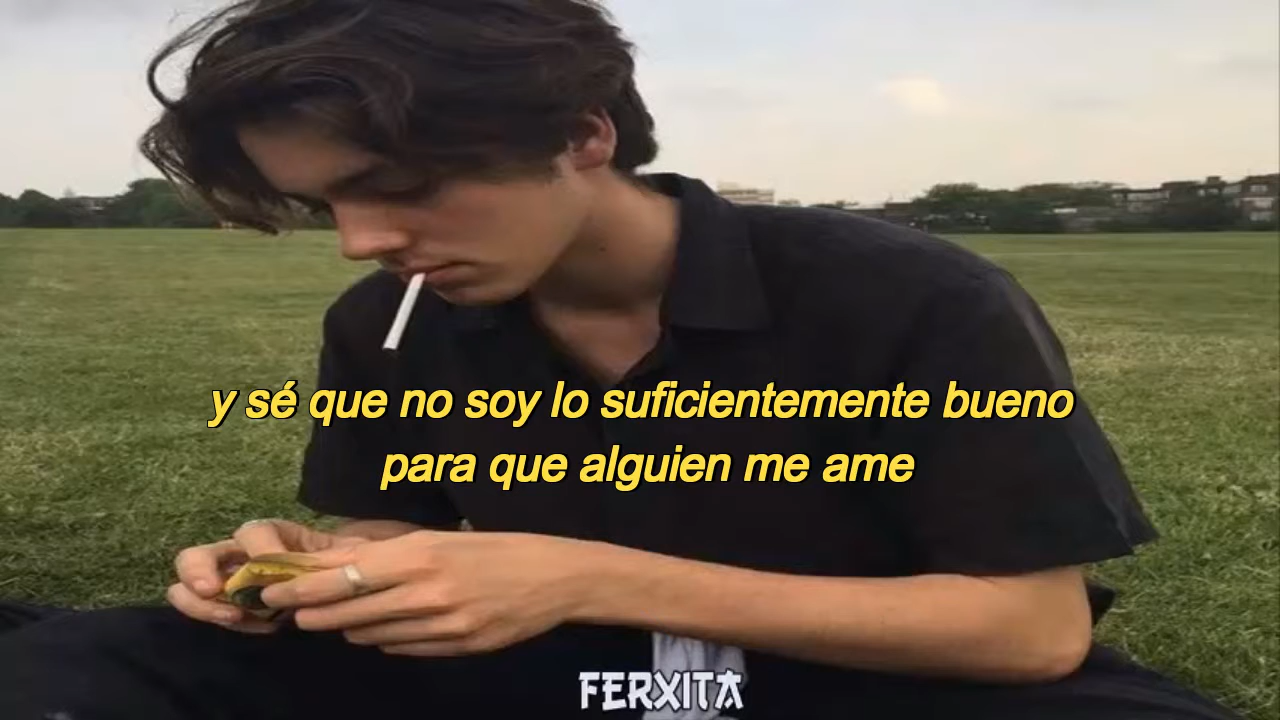 y sé que no soy lo suficientemente bueno
para que alguien me ame
FERXITA